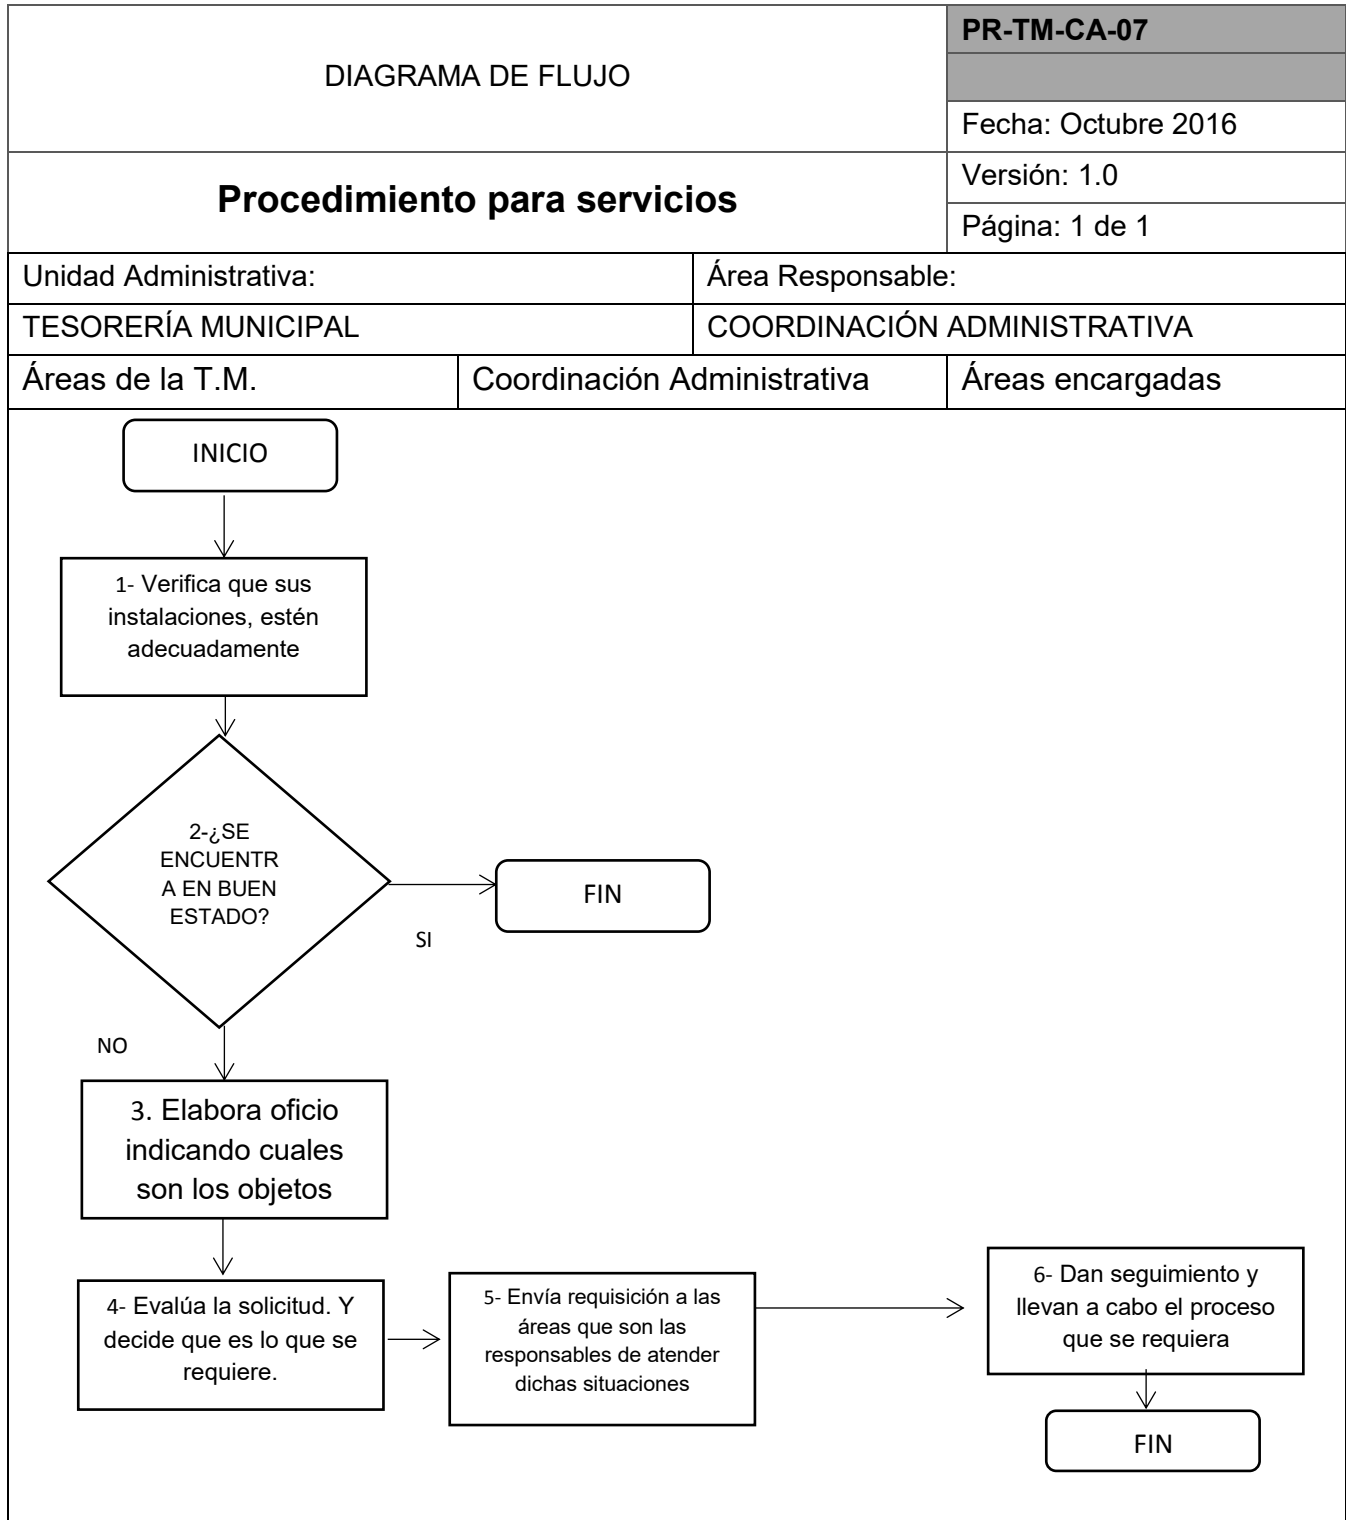 DIAGRAMA DE FLUJO
PR-TM-CA-07
Fecha: Octubre 2016
Procedimiento para servicios
Versión: 1.0
Página: 1 de 1
Unidad Administrativa:
Área Responsable:
TESORERÍA MUNICIPAL
COORDINACIÓN ADMINISTRATIVA
Áreas de la T.M.
Coordinación Administrativa
Áreas encargadas
INICIO
1- Verifica que sus
instalaciones, estén
adecuadamente
2-¿SE
ENCUENTR
A EN BUEN
ESTADO?
SI
FIN
NO
3. Elabora oficio
indicando cuales
son los objetos
4- Evalúa la solicitud. Y
decide que es lo que se
requiere.
5- Envía requisición a las
áreas que son las
responsables de atender
dichas situaciones
6- Dan seguimiento y
llevan a cabo el proceso
que se requiera
FIN